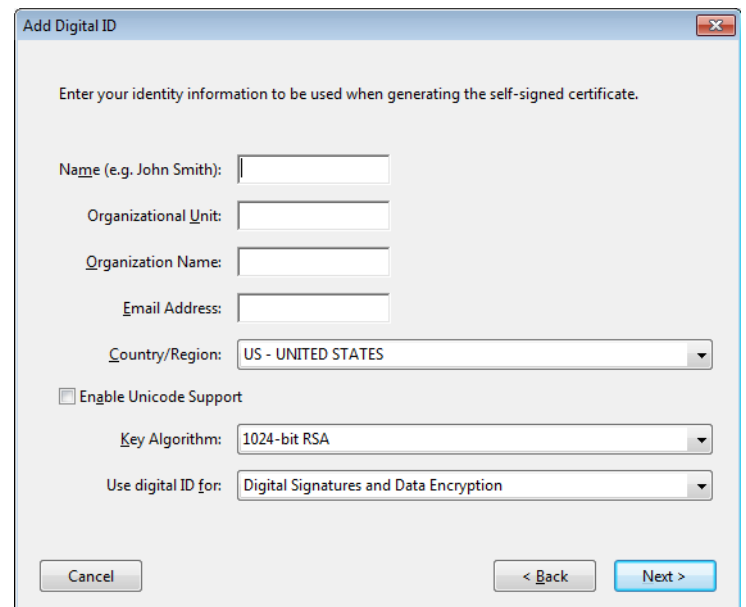 Add Digital ID
Enter your identity information to be used when generating the self-signed certificate.
Name (e.g. John Smith):
Organizational Unit:
Organization Name:
Email Address:
Country/Region: US - UNITED STATES
Enable Unicode Support
Key Algorithm: 1024-bit RSA
Use digital ID for: Digital Signatures and Data Encryption
Cancel < Back Next >